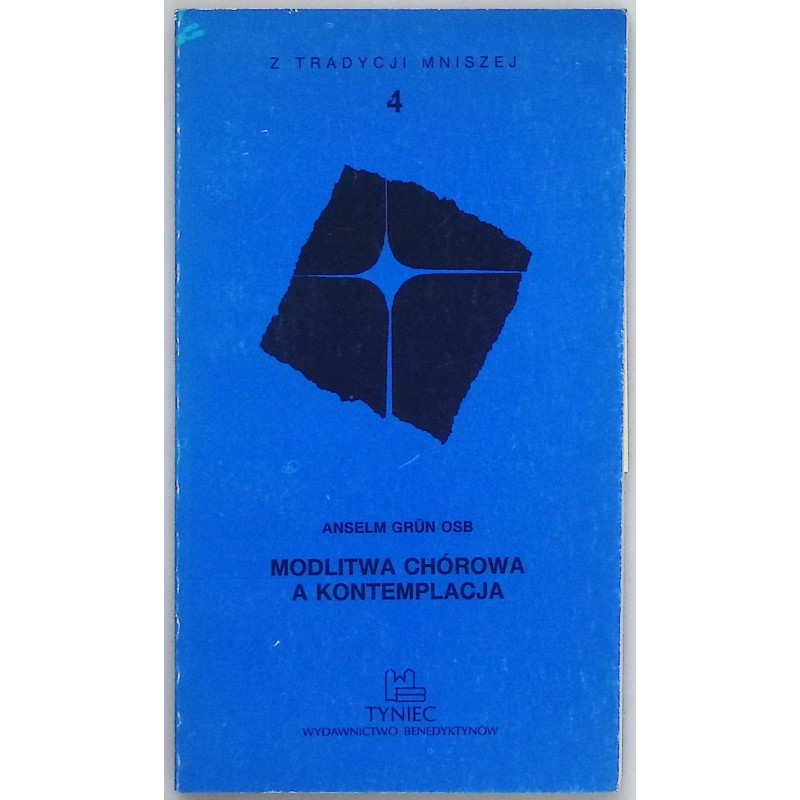 Z TRADYCJI MNISZEJ
4
ANSELM GRÜN OSB
MODLITWA CHÓROWA
A KONTEMPLACJA
TYNIEC
WYDAWNICTWO BENEDYKTYNÓW